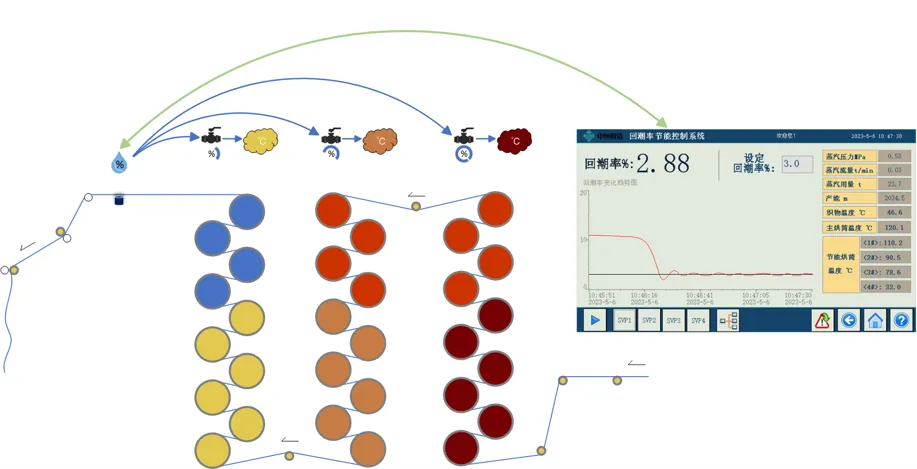 %
%
℃
%
℃
%
℃
回潮率节能控制系统
欢迎您!
2023-5-6 10 47 30
回潮率%:
2.88
设定
回潮率%:
3.0
回潮率变化趋势图
20
10
0
10:45:51
2023-5-6
10:46:16
2023-5-6
10:46:41
2023-5-6
10:47:05
2023-5-6
10:47:30
2023-5-6
蒸汽压力MPa
0.53
蒸汽流量t/min
0.03
蒸汽用量 t
21.7
产能 m
2024.5
织物温度 ℃
46.6
主烘筒温度 ℃
120.1
节能烘筒
温度 ℃
<1#>:110.2
<2#>: 90.5
<3#>: 78.6
<4#>: 32.0
SVP1
SVP2
SVP3
SVP4
?